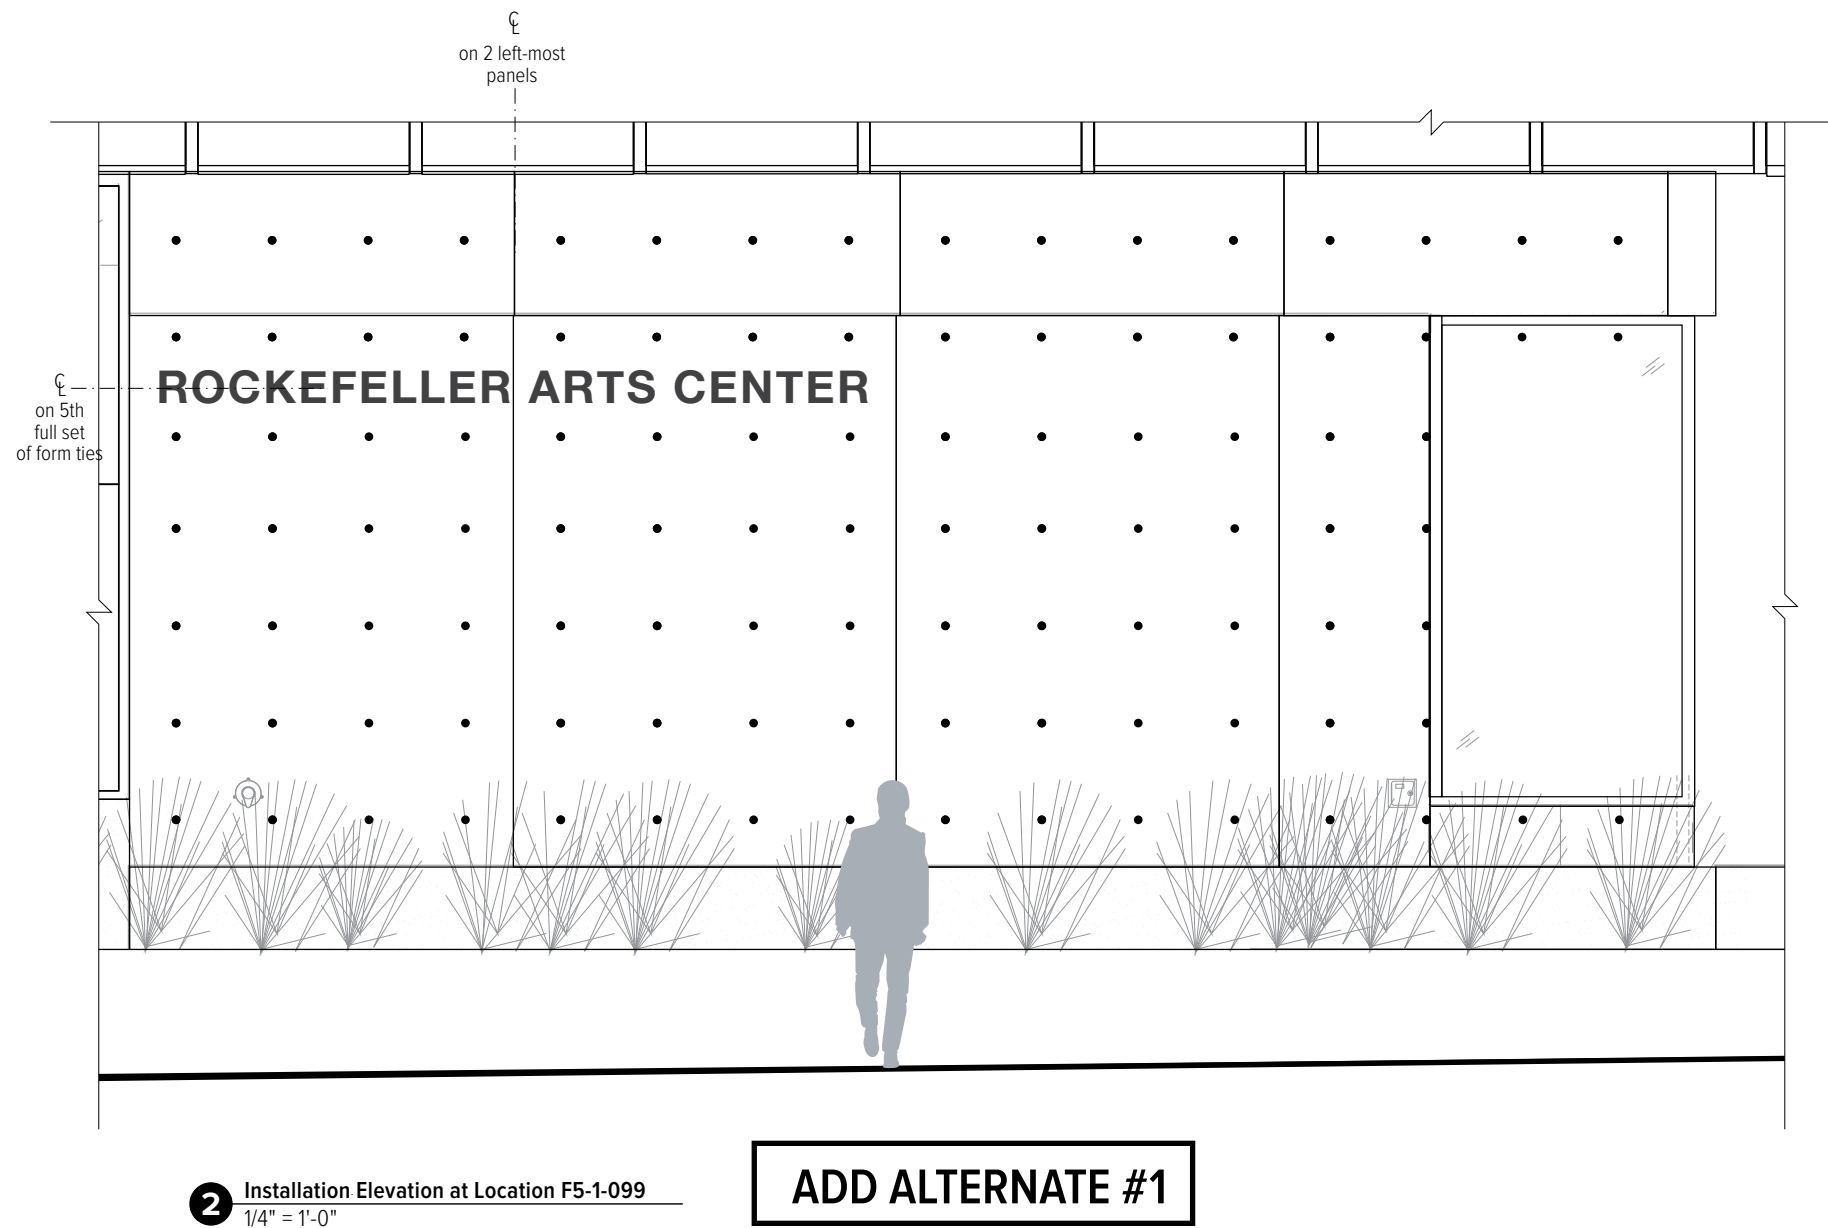 ℄
on 2 left-most
panels
ROCKEFELLER ARTS CENTER
℄
on 5th
full set
of form ties
2
Installation Elevation at Location F5-1-099
1/4" = 1'-0"
ADD ALTERNATE #1